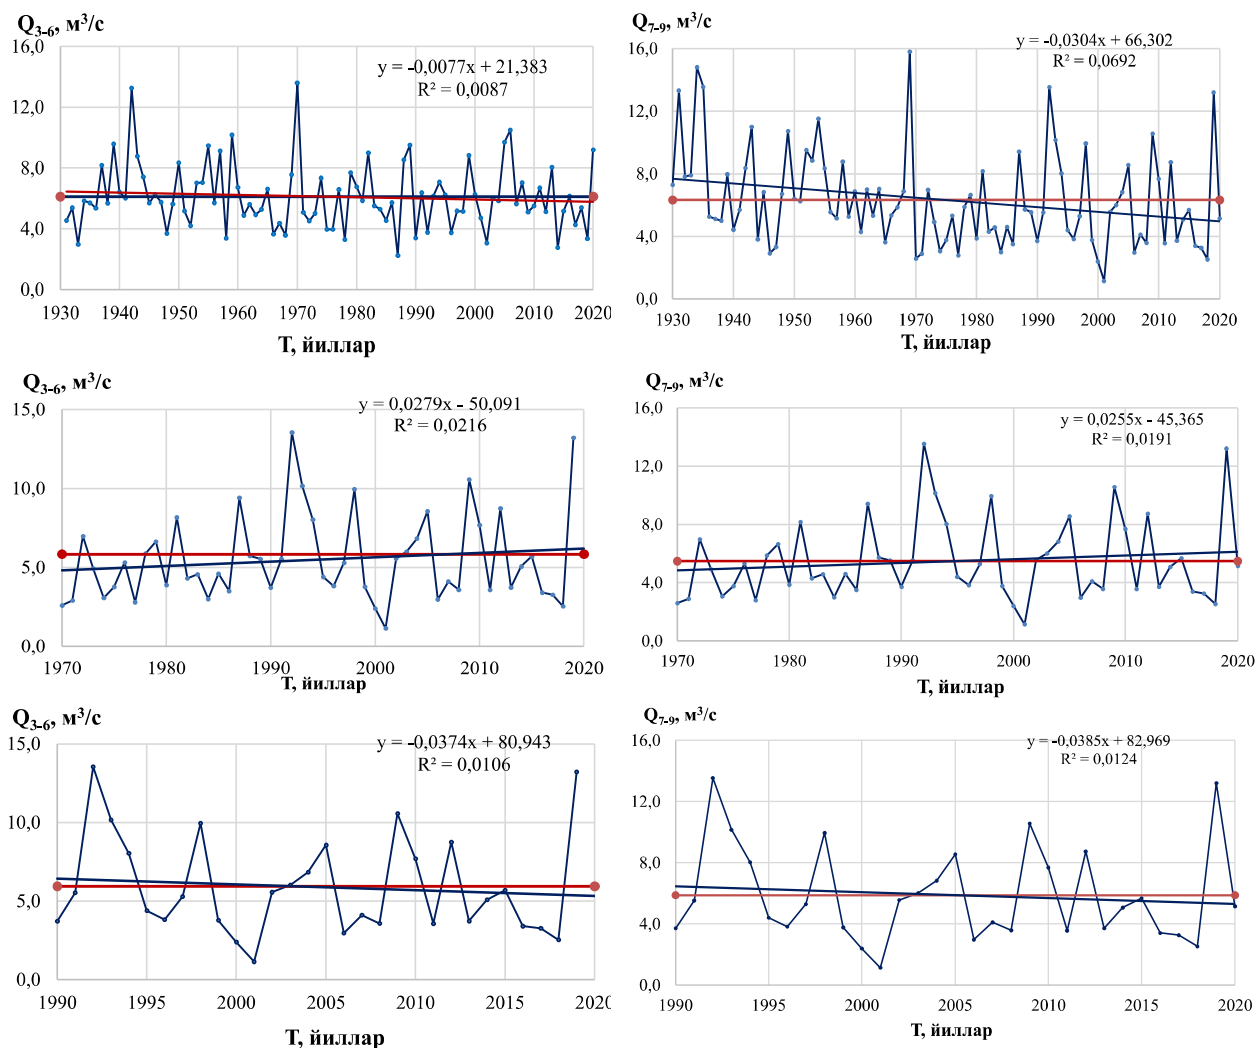 Q3-6, м³/с
y = -0,0077x + 21,383
R² = 0,0087
16,0
12,0
8,0
4,0
0,0
1930 1940 1950 1960 1970 1980 1990 2000 2010 2020
Т, йиллар
Q7-9, м³/с
y = -0,0304x + 66,302
R² = 0,0692
16,0
12,0
8,0
4,0
0,0
1930 1940 1950 1960 1970 1980 1990 2000 2010 2020
Т, йиллар
Q3-6, м³/с
y = 0,0279x - 50,091
R² = 0,0216
15,0
10,0
5,0
0,0
1970 1980 1990 2000 2010 2020
Т, йиллар
Q7-9, м³/с
y = 0,0255x - 45,365
R² = 0,0191
16,0
12,0
8,0
4,0
0,0
1970 1980 1990 2000 2010 2020
Т, йиллар
Q3-6, м³/с
y = -0,0374x + 80,943
R² = 0,0106
15,0
10,0
5,0
0,0
1990 1995 2000 2005 2010 2015 2020
Т, йиллар
Q7-9, м³/с
y = -0,0385x + 82,969
R² = 0,0124
16,0
12,0
8,0
4,0
0,0
1990 1995 2000 2005 2010 2015 2020
Т, йиллар